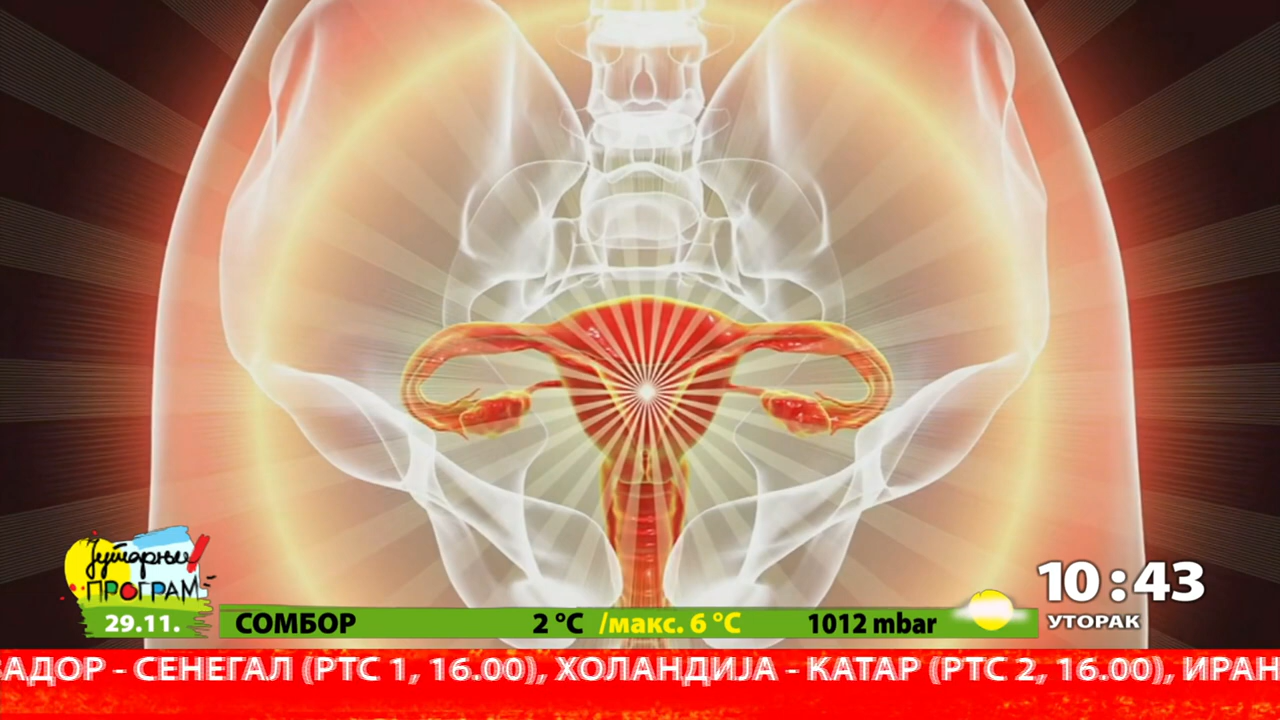 Јутарњи
ПРОГРАМ
29.11.
СОМБОР 2 °C /макс. 6 °C 1012 mbar
10:43
УТОРАК
АДОР - СЕНЕГАЛ (РТС 1, 16.00), ХОЛАНДИЈА - КАТАР (РТС 2, 16.00), ИРАН